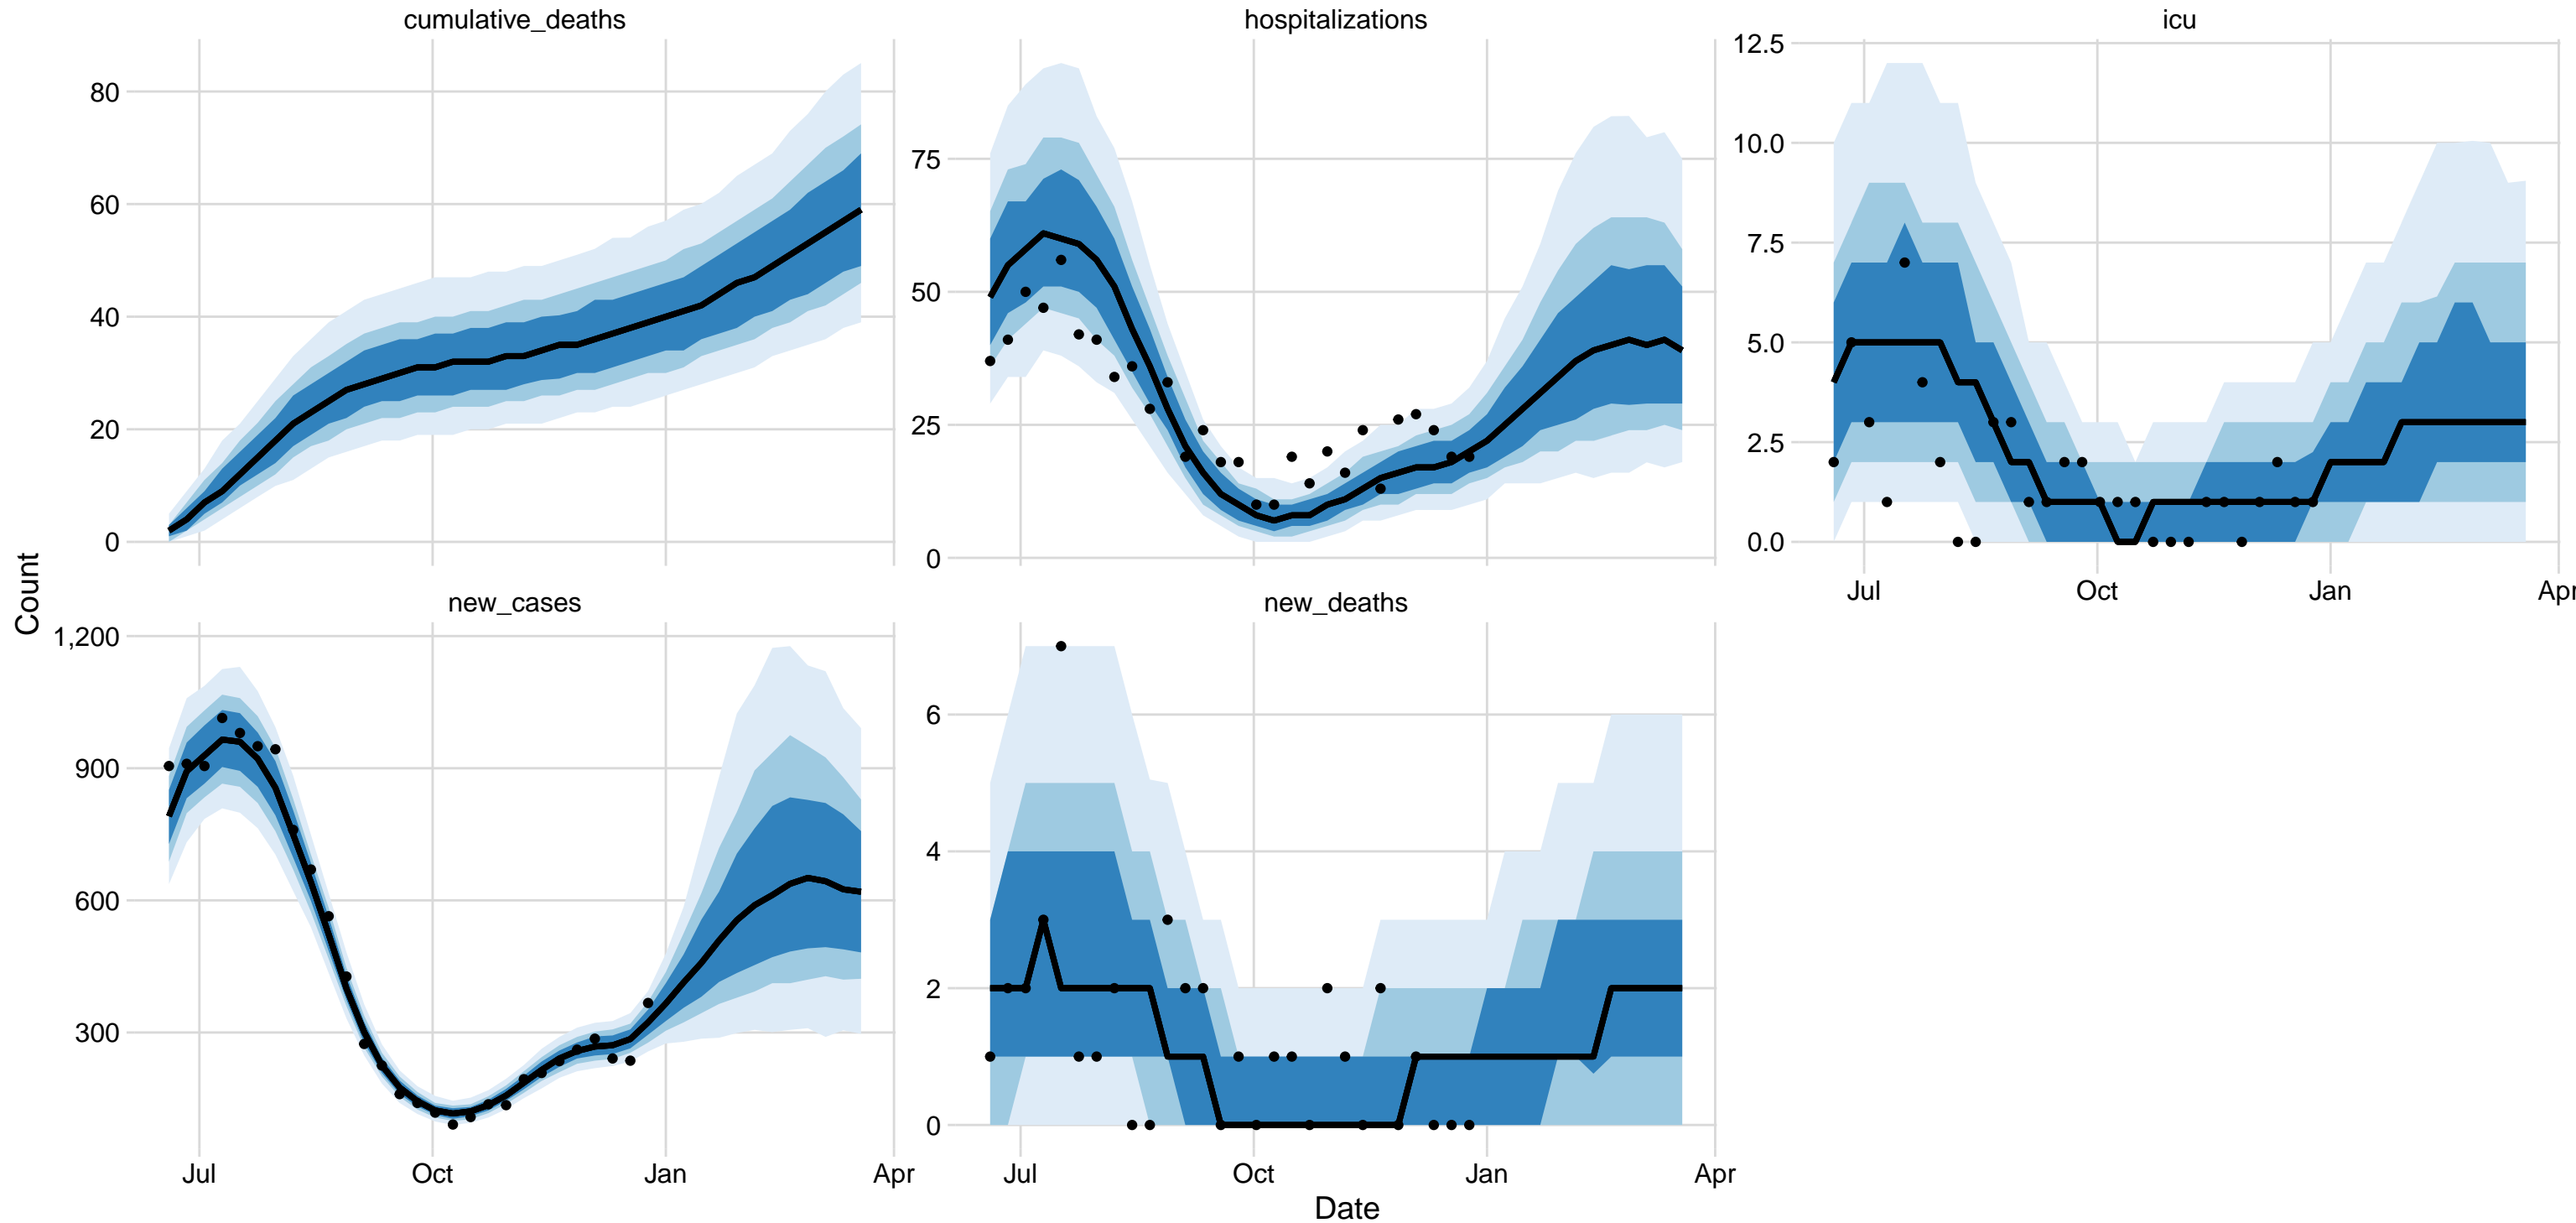 cumulative_deaths
hospitalizations
icu
80
60
40
20
0
75
50
25
0
12.5
10.0
7.5
5.0
2.5
0.0
Jul Oct Jan Apr
Count
new_cases
new_deaths
1,200
900
600
300
6
4
2
0
Jul Oct Jan Apr
Jul Oct Jan Apr
Date